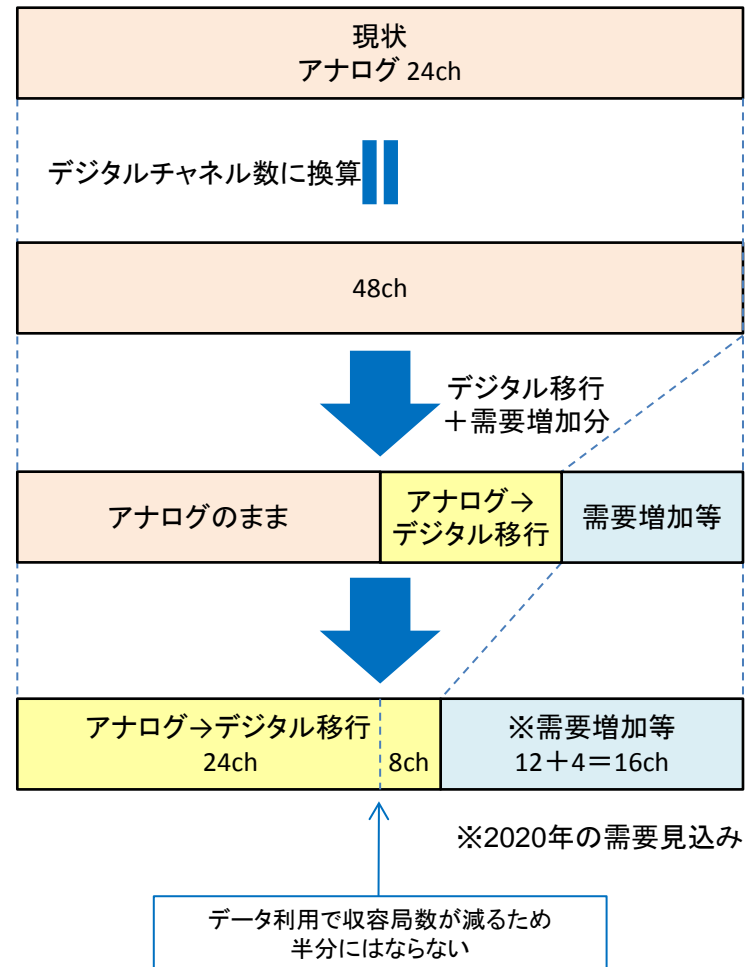 現状
アナログ 24ch
デジタルチャネル数に換算
48ch
デジタル移行
＋需要増加分
アナログのまま
アナログ→
デジタル移行
需要増加等
アナログ→デジタル移行
24ch
8ch
※需要増加等
12＋4＝16ch
※2020年の需要見込み
データ利用で収容局数が減るため
半分にはならない